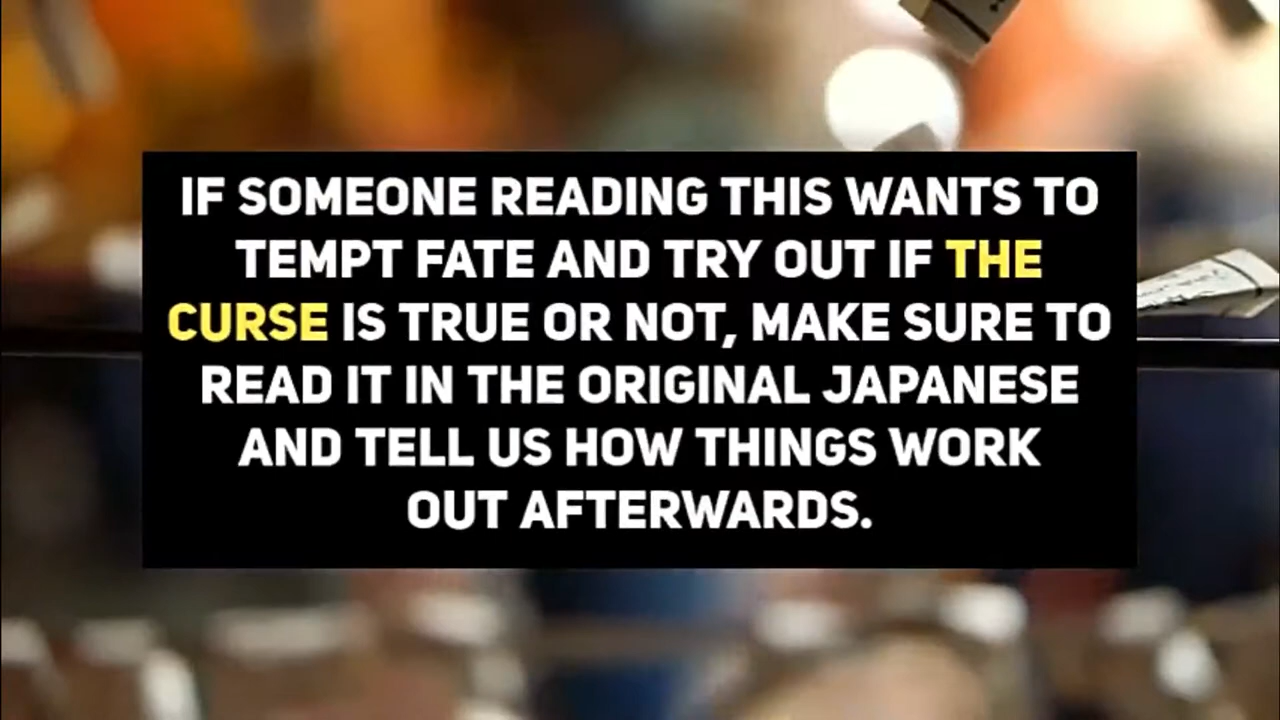 IF SOMEONE READING THIS WANTS TO
TEMPT FATE AND TRY OUT IF THE
CURSE IS TRUE OR NOT, MAKE SURE TO
READ IT IN THE ORIGINAL JAPANESE
AND TELL US HOW THINGS WORK
OUT AFTERWARDS.